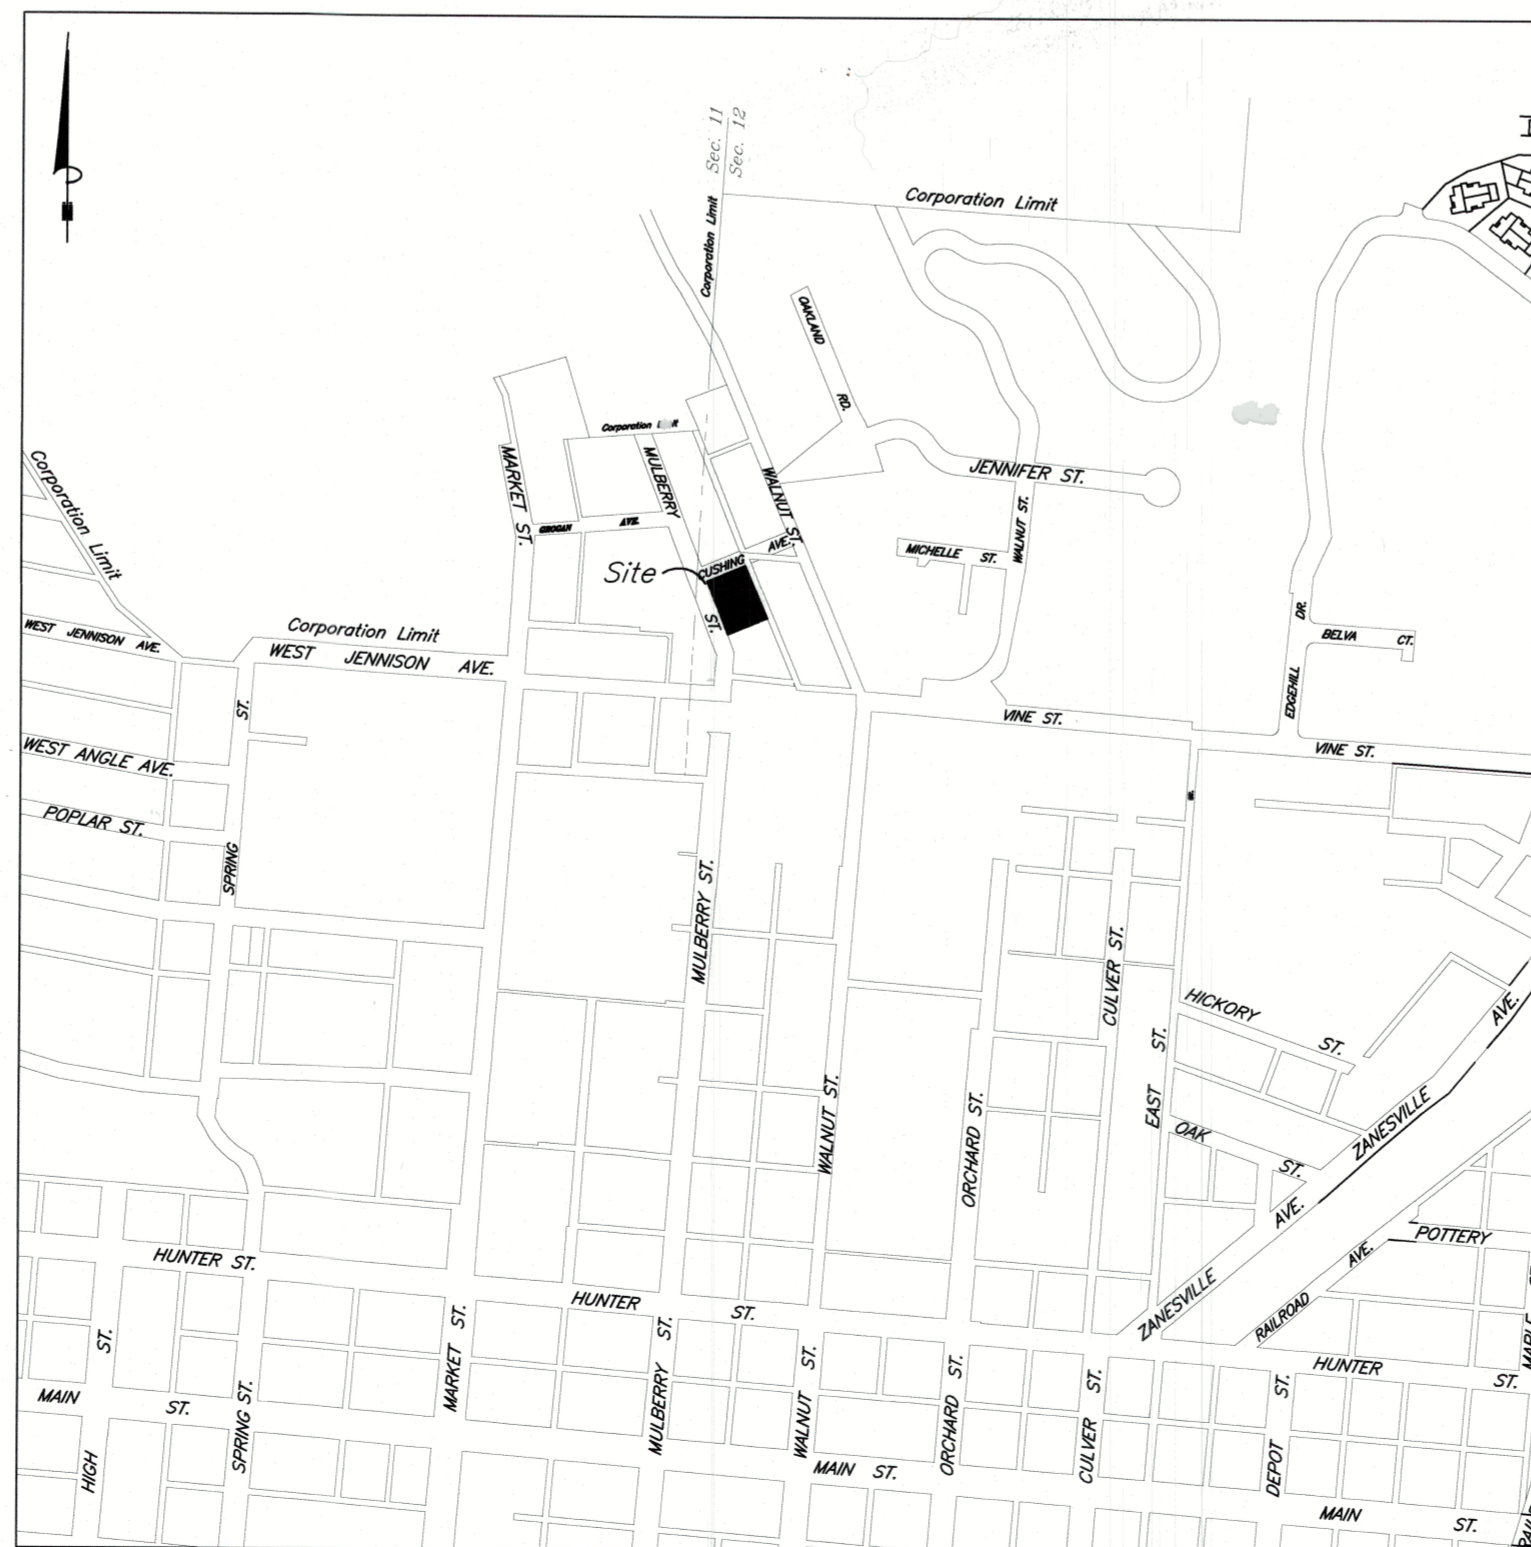 Sec. 11
Sec. 12
Corporation Limit
Corporation Limit
OAKLAND
RD.
Corporation
MARKET ST.
MULBERRY
WALNUT ST.
JENNIFER ST.
WALNUT ST.
Corporation Limit
GROGAN
AVE.
MICHELLE ST.
CUSHING
AVE.
Site
ST.
DR.
BELVA CT.
EDGEHILL
WEST JENNISON AVE.
Corporation Limit
WEST JENNISON AVE.
ST.
VINE ST.
VINE ST.
WEST ANGLE AVE.
POPLAR ST.
SPRING
MULBERRY ST.
CULVER ST.
HICKORY
ST.
AVE.
EAST ST.
WALNUT ST.
ORCHARD ST.
OAK
ST.
ZANESVILLE
AVE.
POTTERY
HUNTER ST.
AVE.
HUNTER
ST.
ZANESVILLE
RAILROAD
ST.
MARKET ST.
MULBERRY ST.
WALNUT ST.
ORCHARD ST.
CULVER ST.
HUNTER
ST.
MAPLE
MAIN
ST.
SPRING ST.
HIGH
DEPOT ST.
MAIN ST.
MAIN
ST.